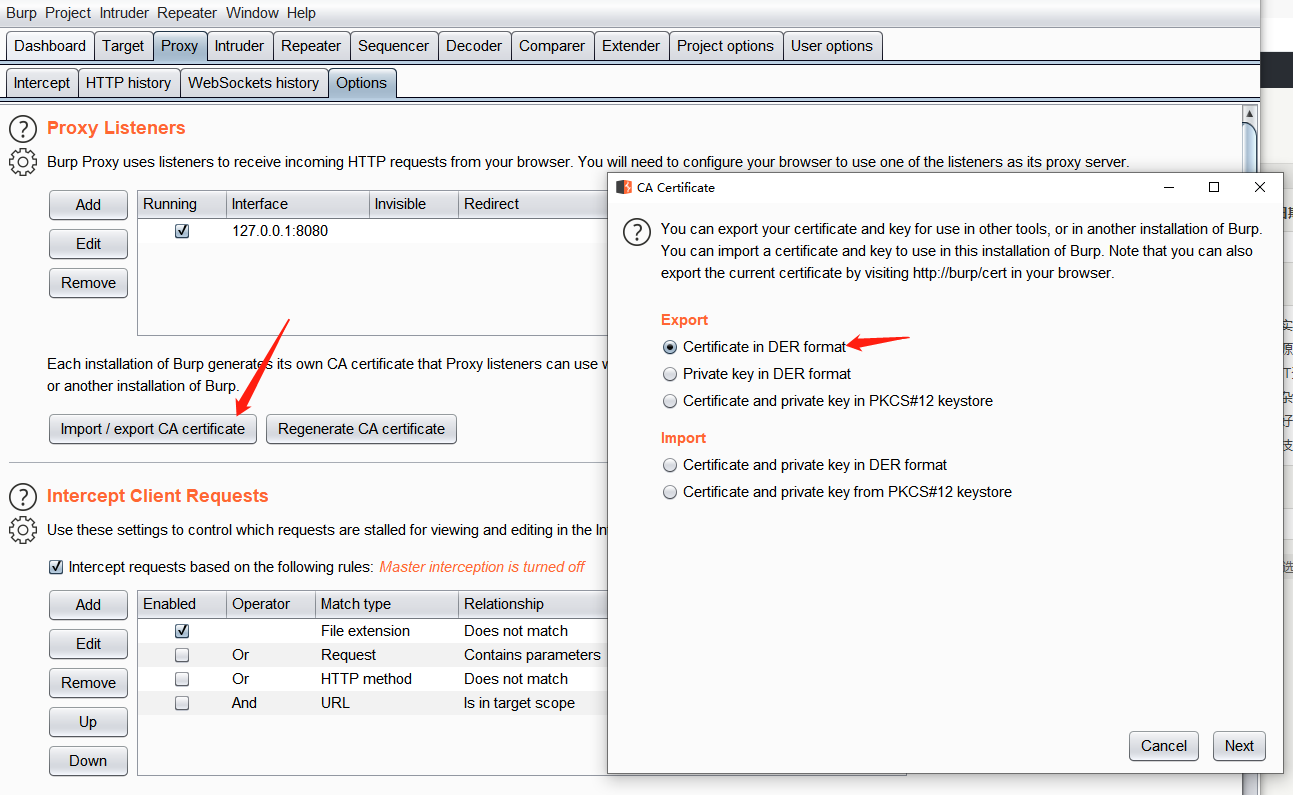 Burp Project Intruder Repeater Window Help
Dashboard Target Proxy Intruder Repeater Sequencer Decoder Comparer Extender Project options User options
Intercept HTTP history WebSockets history Options
Proxy Listeners
Burp Proxy uses listeners to receive incoming HTTP requests from your browser. You will need to configure your browser to use one of the listeners as its proxy server.
Add
Edit
Remove
Running Interface Invisible Redirect
127.0.0.1:8080
Each installation of Burp generates its own CA certificate that Proxy listeners can use
or another installation of Burp.
Import / export CA certificate Regenerate CA certificate
Intercept Client Requests
Use these settings to control which requests are stalled for viewing and editing in the
Intercept requests based on the following rules: Master interception is turned off
Add
Edit
Remove
Up
Down
Enabled Operator Match type Relationship
File extension Does not match
Or Request Contains parameters
Or HTTP method Does not match
And URL Is in target scope
CA Certificate
You can export your certificate and key for use in other tools, or in another installation of Burp.
You can import a certificate and key to use in this installation of Burp. Note that you can also
export the current certificate by visiting http://burp/cert in your browser.
Export
Certificate in DER format
Private key in DER format
Certificate and private key in PKCS#12 keystore
Import
Certificate and private key in DER format
Certificate and private key from PKCS#12 keystore
Cancel Next